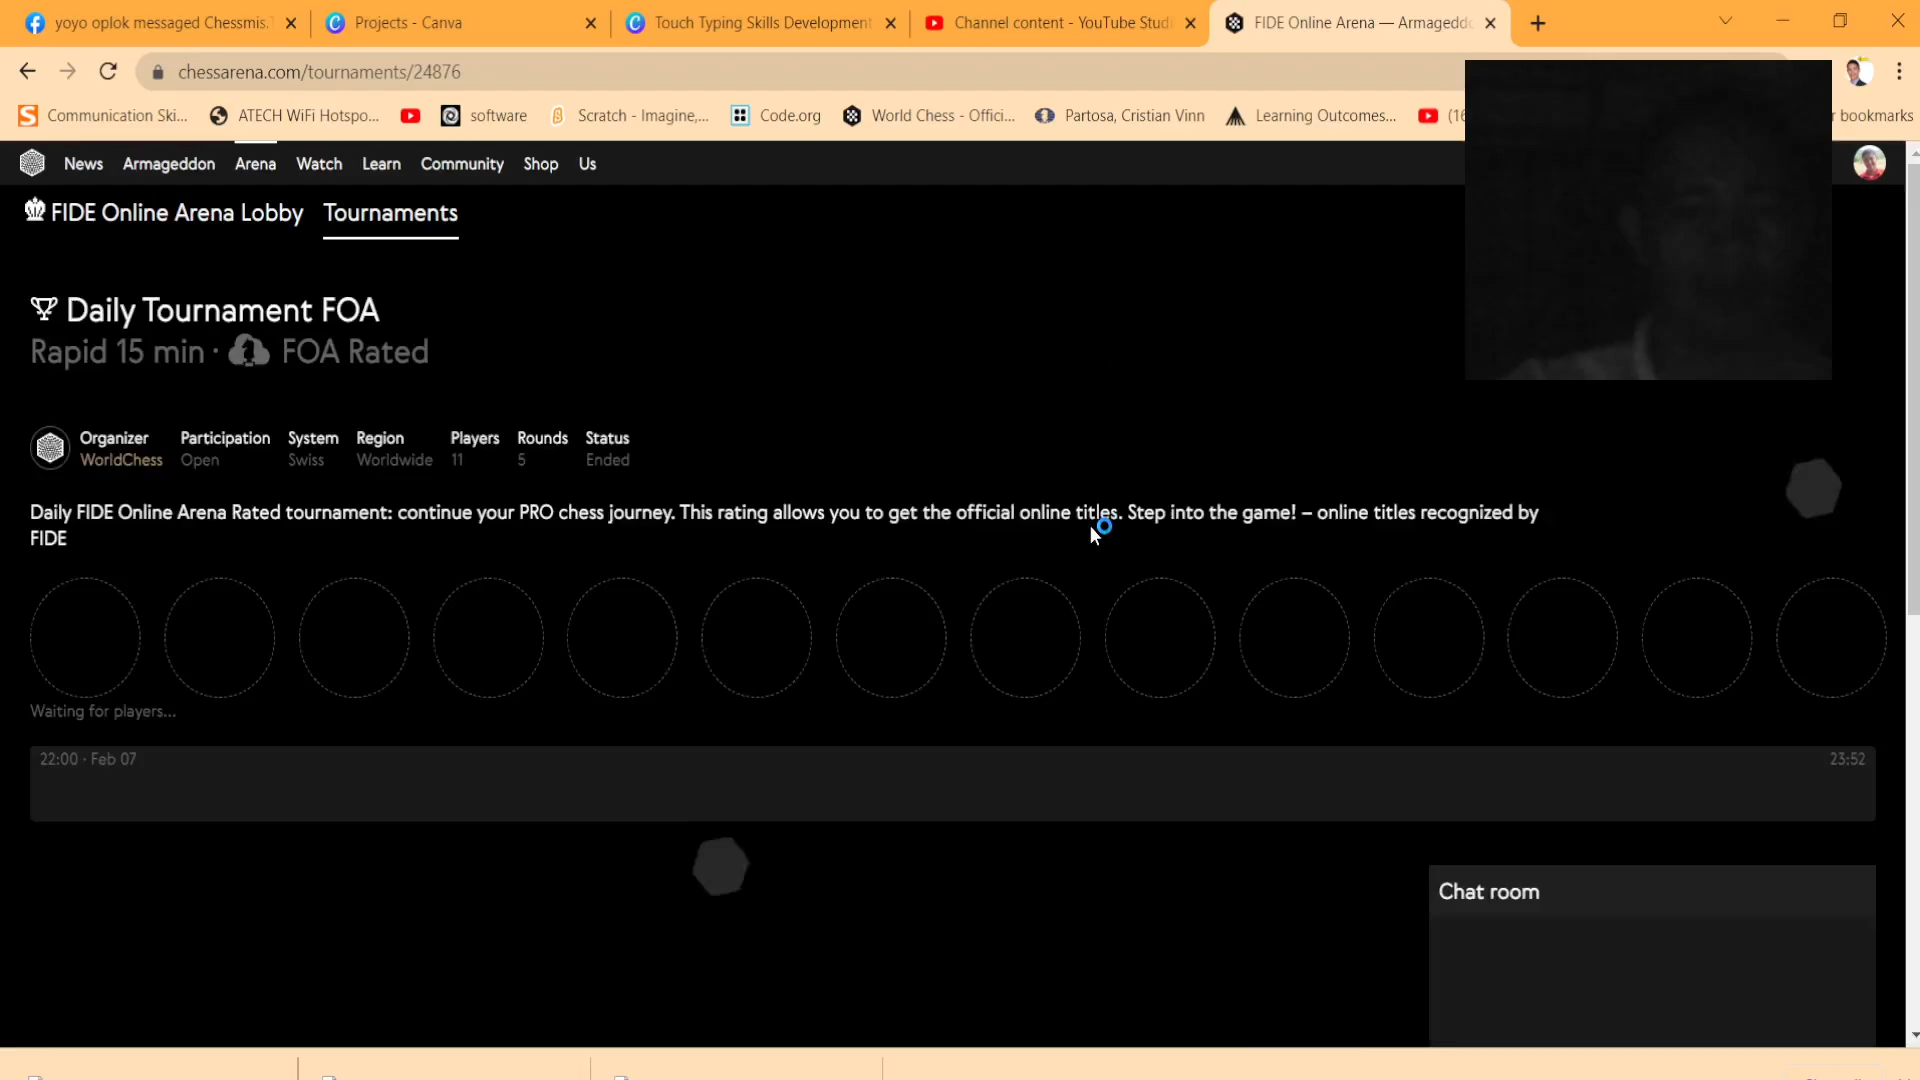 yoyo oplok messaged Chessmis.
Projects - Canva
Touch Typing Skills Development
Channel content - YouTube Studi
FIDE Online Arena — Armageddo
chessarena.com/tournaments/24876
Communication Ski...
ATECH WiFi Hotspo...
software
Scratch - Imagine,...
Code.org
World Chess - Offici...
Partosa, Cristian Vinn
Learning Outcomes...
(16
r bookmarks
News Armageddon Arena Watch Learn Community Shop Us
FIDE Online Arena Lobby Tournaments
Daily Tournament FOA
Rapid 15 min · FOA Rated
Organizer Participation System Region Players Rounds Status
WorldChess Open Swiss Worldwide 11 5 Ended
Daily FIDE Online Arena Rated tournament: continue your PRO chess journey. This rating allows you to get the official online titles. Step into the game! – online titles recognized by
FIDE
Waiting for players...
22:00 · Feb 07 23:52
Chat room